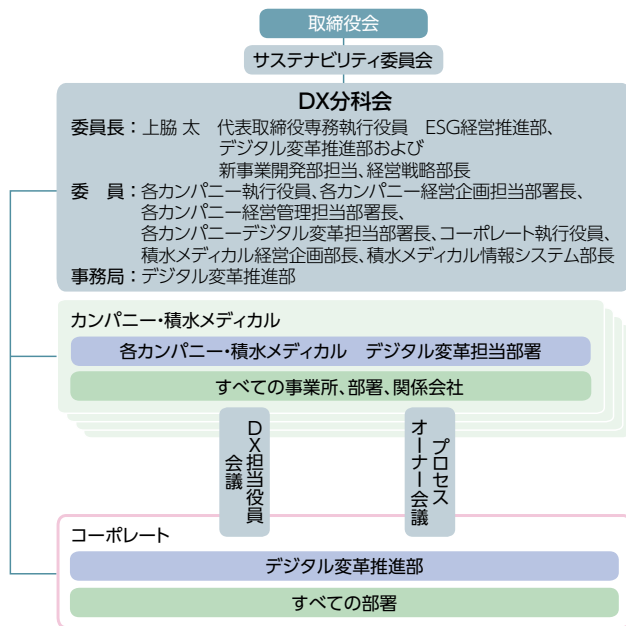 取締役会
サステナビリティ委員会
DX分科会
委員長：上脇 太　代表取締役専務執行役員　ESG経営推進部、
デジタル変革推進部および
新事業開発部担当、経営戦略部長
委　員：各カンパニー執行役員、各カンパニー経営企画担当部署長、
各カンパニー経営管理担当部署長、
各カンパニーデジタル変革担当部署長、コーポレート執行役員、
積水メディカル経営企画部長、積水メディカル情報システム部長
事務局：デジタル変革推進部
カンパニー・積水メディカル
各カンパニー・積水メディカル　デジタル変革担当部署
すべての事業所、部署、関係会社
DX担当役員
会議
プロセス
オーナー会議
コーポレート
デジタル変革推進部
すべての部署